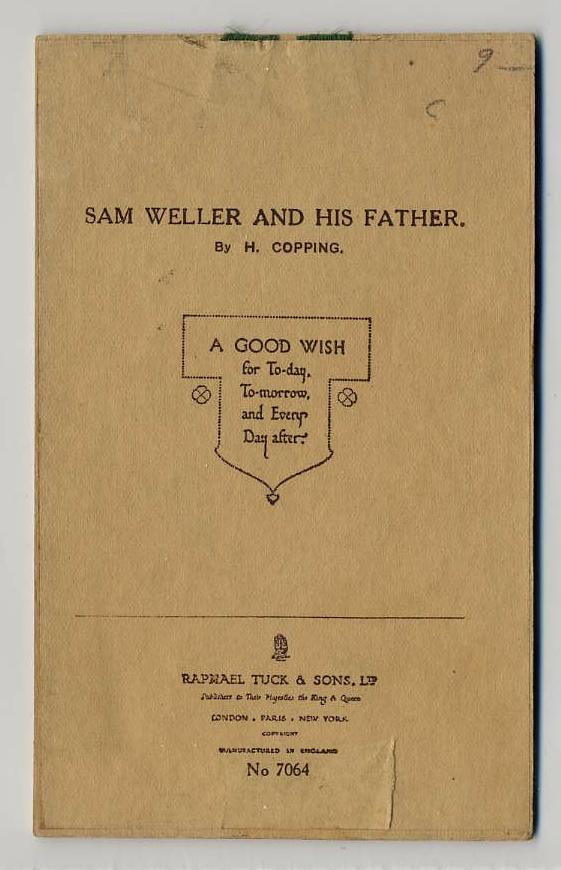 9
SAM WELLER AND HIS FATHER.
By H. COPPING.
A GOOD WISH
for To-day,
To-morrow,
and Every
Day after.
RAPHAEL TUCK & SONS, LTD
Publishers to Their Majesties the King & Queen
LONDON . PARIS . NEW YORK
COPYRIGHT
MANUFACTURED IN ENGLAND
No 7064